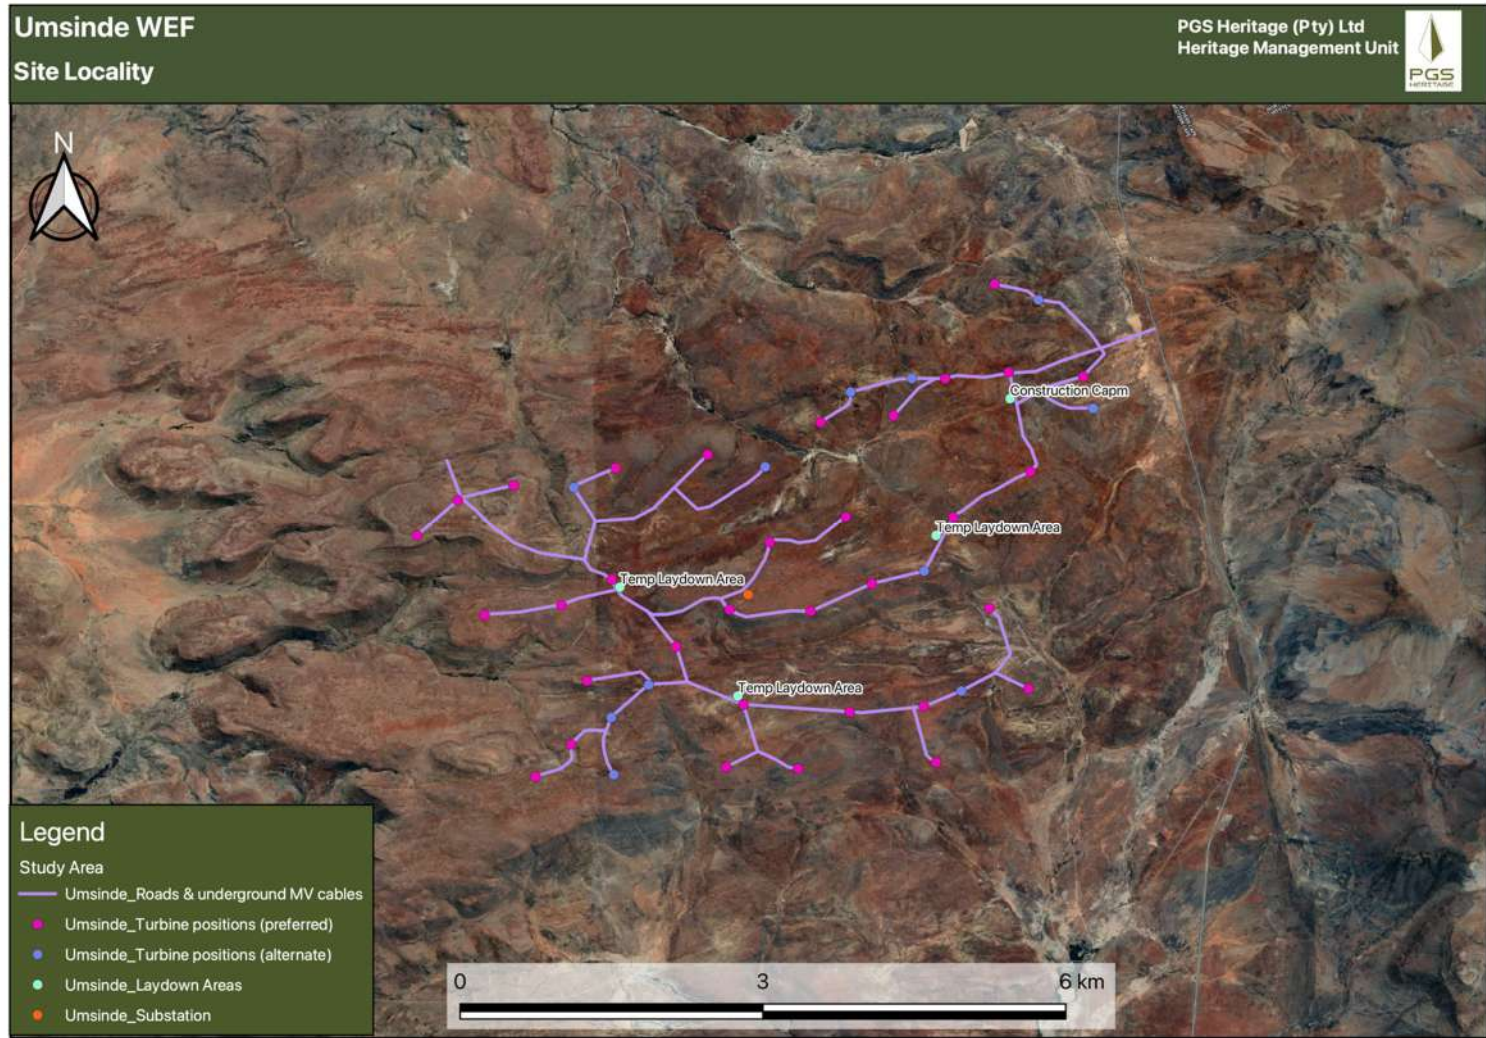 Umsinde WEF
Site Locality
PGS Heritage (Pty) Ltd
Heritage Management Unit
PGS
HERITAGE
N
Construction Capm
Temp Laydown Area
Temp Laydown Area
Temp Laydown Area
Legend
Study Area
Umsinde_Roads & underground MV cables
Umsinde_Turbine positions (preferred)
Umsinde_Turbine positions (alternate)
Umsinde_Laydown Areas
Umsinde_Substation
0 3 6 km